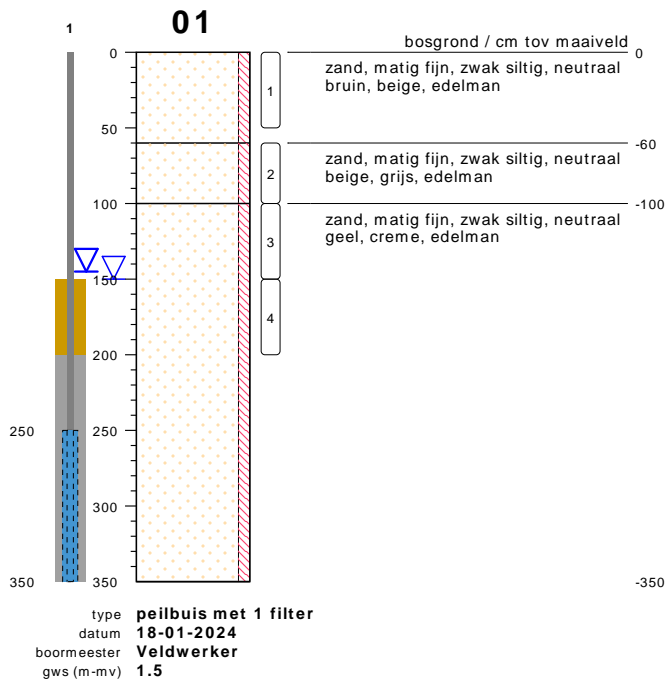 01
1
bosgrond / cm tov maaiveld
0
0
zand, matig fijn, zwak siltig, neutraal
bruin, beige, edelman
1
50
-60
zand, matig fijn, zwak siltig, neutraal
beige, grijs, edelman
2
100
-100
zand, matig fijn, zwak siltig, neutraal
geel, creme, edelman
3
150
4
200
250
250
300
350
350
-350
type peilbuis met 1 filter
datum 18-01-2024
boormeester Veldwerker
gws (m-mv) 1.5